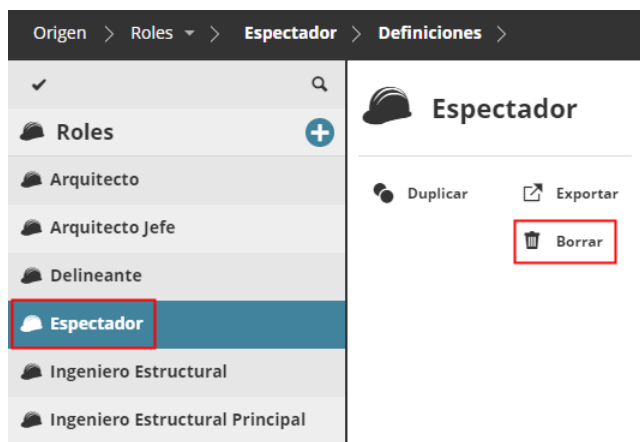 Origen > Roles > Espectador > Definiciones >
Roles
Arquitecto
Arquitecto Jefe
Delineante
Espectador
Ingeniero Estructural
Ingeniero Estructural Principal
Espectador
Duplicar Exportar
Borrar